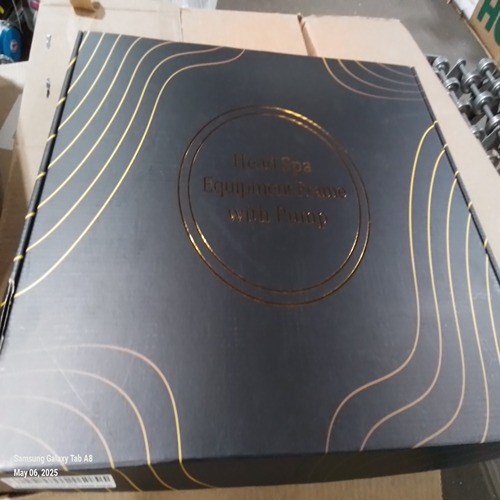 Head Spa
Equipment Frame
with Pump
Samsung Galaxy Tab A8
May 06, 2025